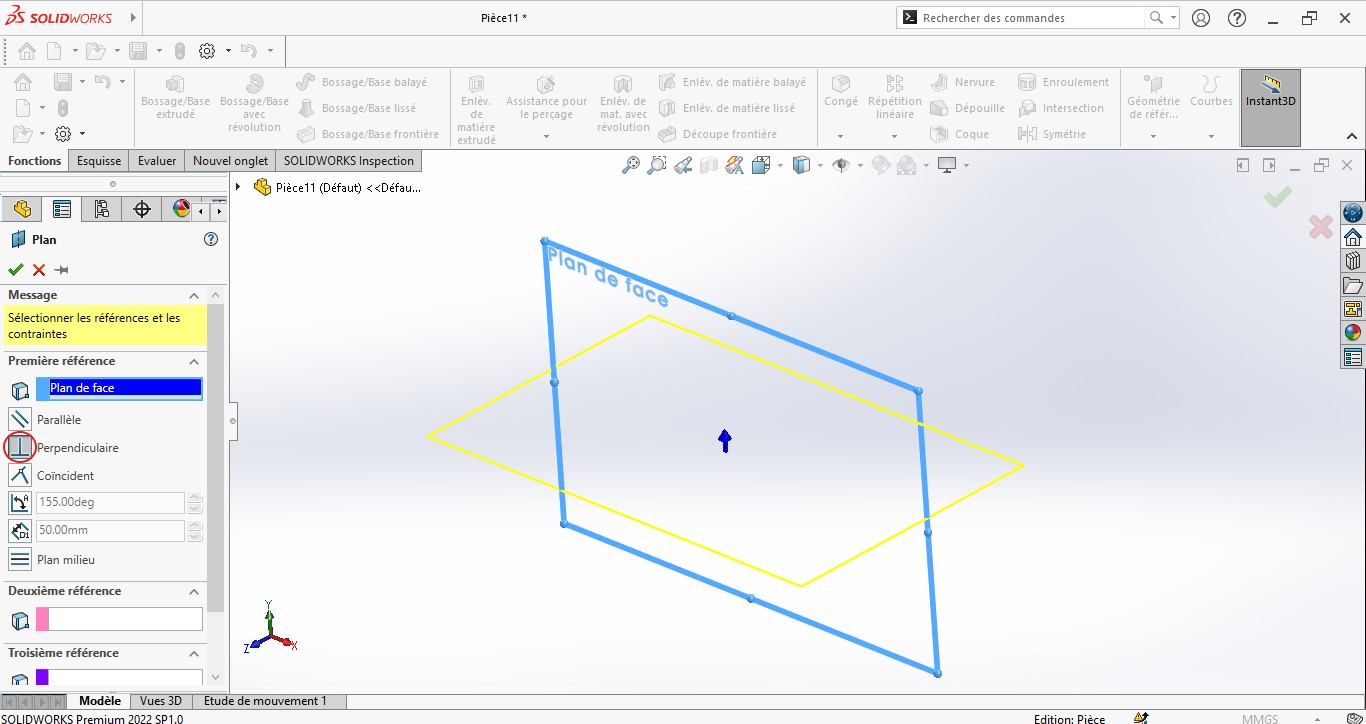 SOLIDWORKS
Pièce11 *
Rechercher des commandes
Bossage/Base
extrudé
Bossage/Base
avec
révolution
Bossage/Base balayé
Bossage/Base lissé
Bossage/Base frontière
Enlèv.
de
matière
extrudé
Assistance pour
le perçage
Enlèv. de
mat. avec
révolution
Enlèv. de matière balayé
Enlèv. de matière lissé
Découpe frontière
Congé
Répétition
linéaire
Nervure
Dépouille
Coque
Enroulement
Intersection
Symétrie
Géométrie
de référ...
Courbes
Instant3D
Fonctions
Esquisse
Evaluer
Nouvel onglet
SOLIDWORKS Inspection
Pièce11 (Défaut) <<Défau...
Plan
Message
Sélectionner les références et les
contraintes
Première référence
Plan de face
Parallèle
Perpendiculaire
Coïncident
155.00deg
50.00mm
Plan milieu
Deuxième référence
Troisième référence
Plan de face
Y
Z
X
Modèle
Vues 3D
Etude de mouvement 1
SOLIDWORKS Premium 2022 SP1.0
Edition: Pièce
MMGS